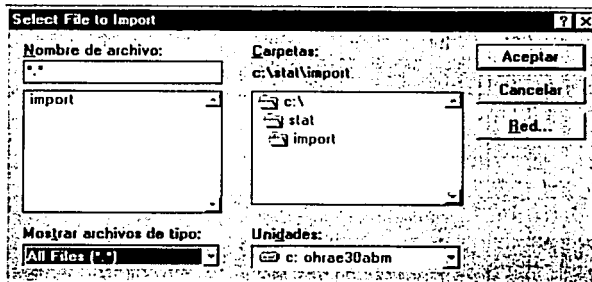 Select File to Import
Nombre de archivo:
*.*
import
Mostrar archivos de tipo:
All Files (*.*)
Carpetas:
c:\stat\import
c:\
stat
import
Unidades:
c: ohrae30abm
Aceptar
Cancelar
Red...